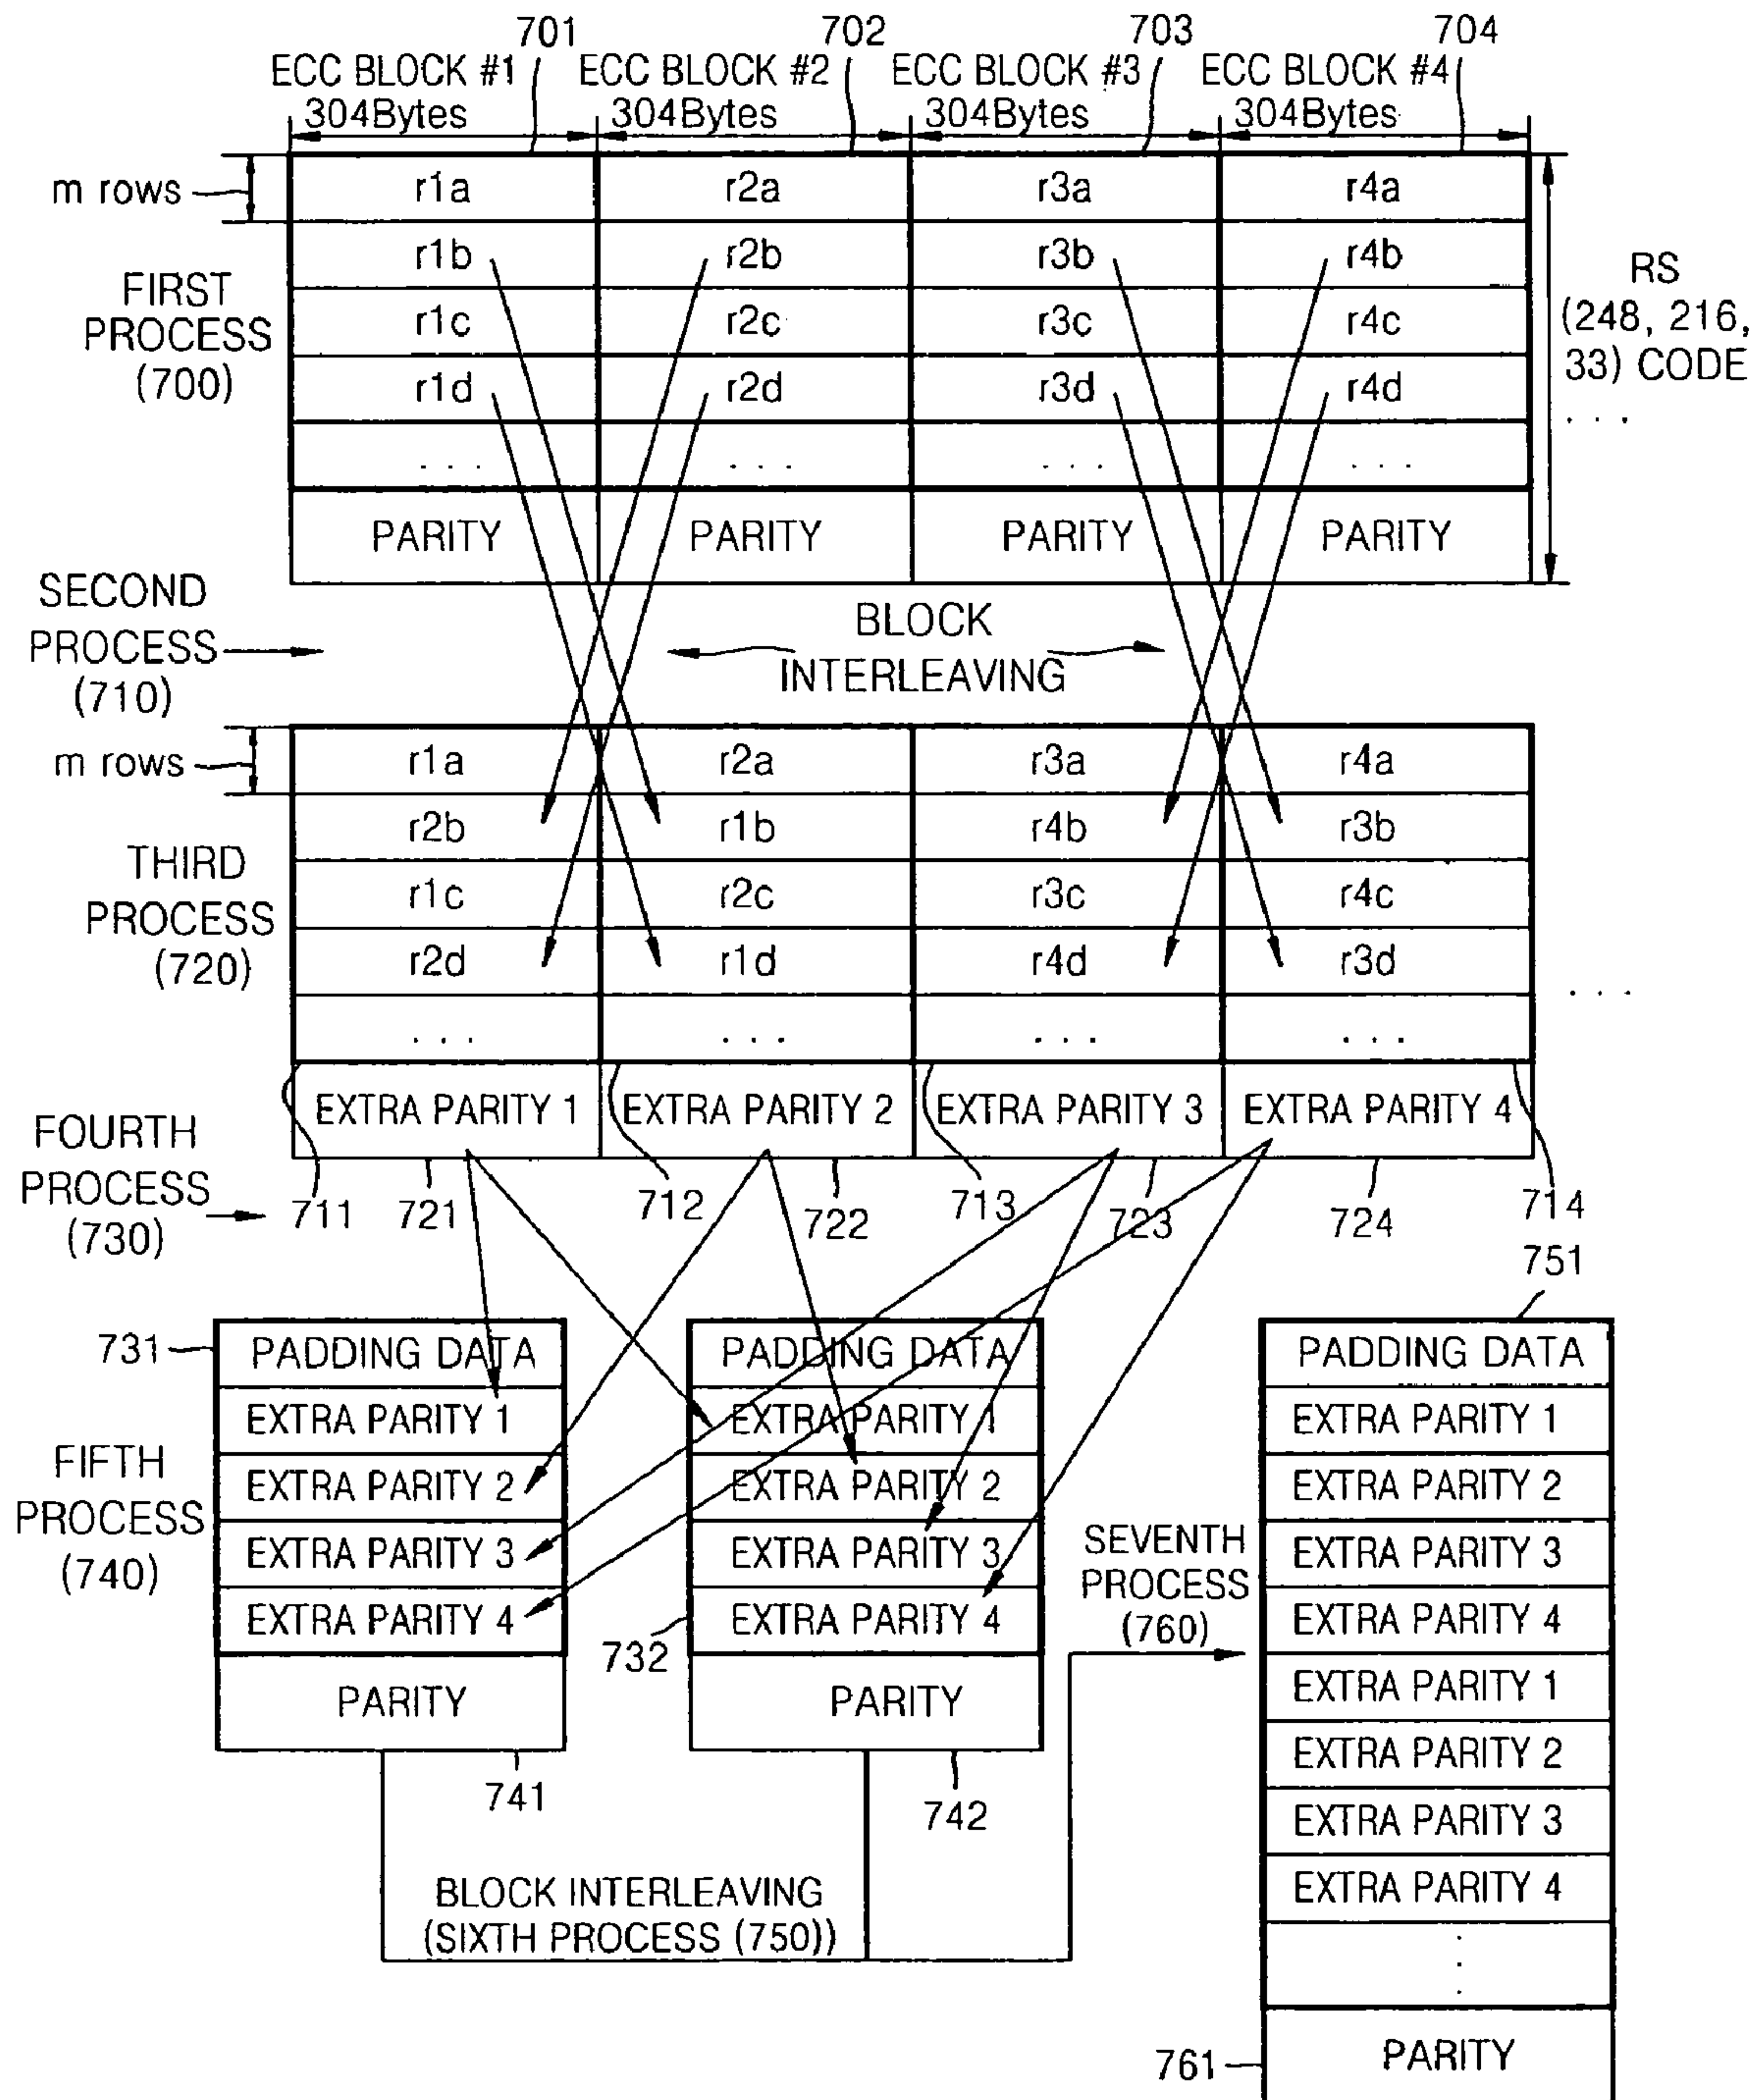 701 702 703 704
ECC BLOCK #1 ECC BLOCK #2 ECC BLOCK #3 ECC BLOCK #4
304Bytes 304Bytes 304Bytes 304Bytes
m rows r1a r2a r3a r4a
r1b r2b r3b r4b
r1c r2c r3c r4c
r1d r2d r3d r4d
. . . . . . . . . . . .
PARITY PARITY PARITY PARITY
FIRST
PROCESS
(700)
RS
(248, 216,
33) CODE
. . .
SECOND
PROCESS
(710)
BLOCK
INTERLEAVING
m rows r1a r2a r3a r4a
r2b r1b r4b r3b
r1c r2c r3c r4c
r2d r1d r4d r3d
. . . . . . . . . . . .
. . .
EXTRA PARITY 1 EXTRA PARITY 2 EXTRA PARITY 3 EXTRA PARITY 4
THIRD
PROCESS
(720)
FOURTH
PROCESS
(730)
711 721 712 722 713 723 724 714
751
731
PADDING DATA
EXTRA PARITY 1
EXTRA PARITY 2
EXTRA PARITY 3
EXTRA PARITY 4
PARITY
741
FIFTH
PROCESS
(740)
PADDING DATA
EXTRA PARITY 1
EXTRA PARITY 2
EXTRA PARITY 3
EXTRA PARITY 4
PARITY
732
742
BLOCK INTERLEAVING
(SIXTH PROCESS (750))
SEVENTH
PROCESS
(760)
PADDING DATA
EXTRA PARITY 1
EXTRA PARITY 2
EXTRA PARITY 3
EXTRA PARITY 4
EXTRA PARITY 1
EXTRA PARITY 2
EXTRA PARITY 3
EXTRA PARITY 4
.
.
.
PARITY
761